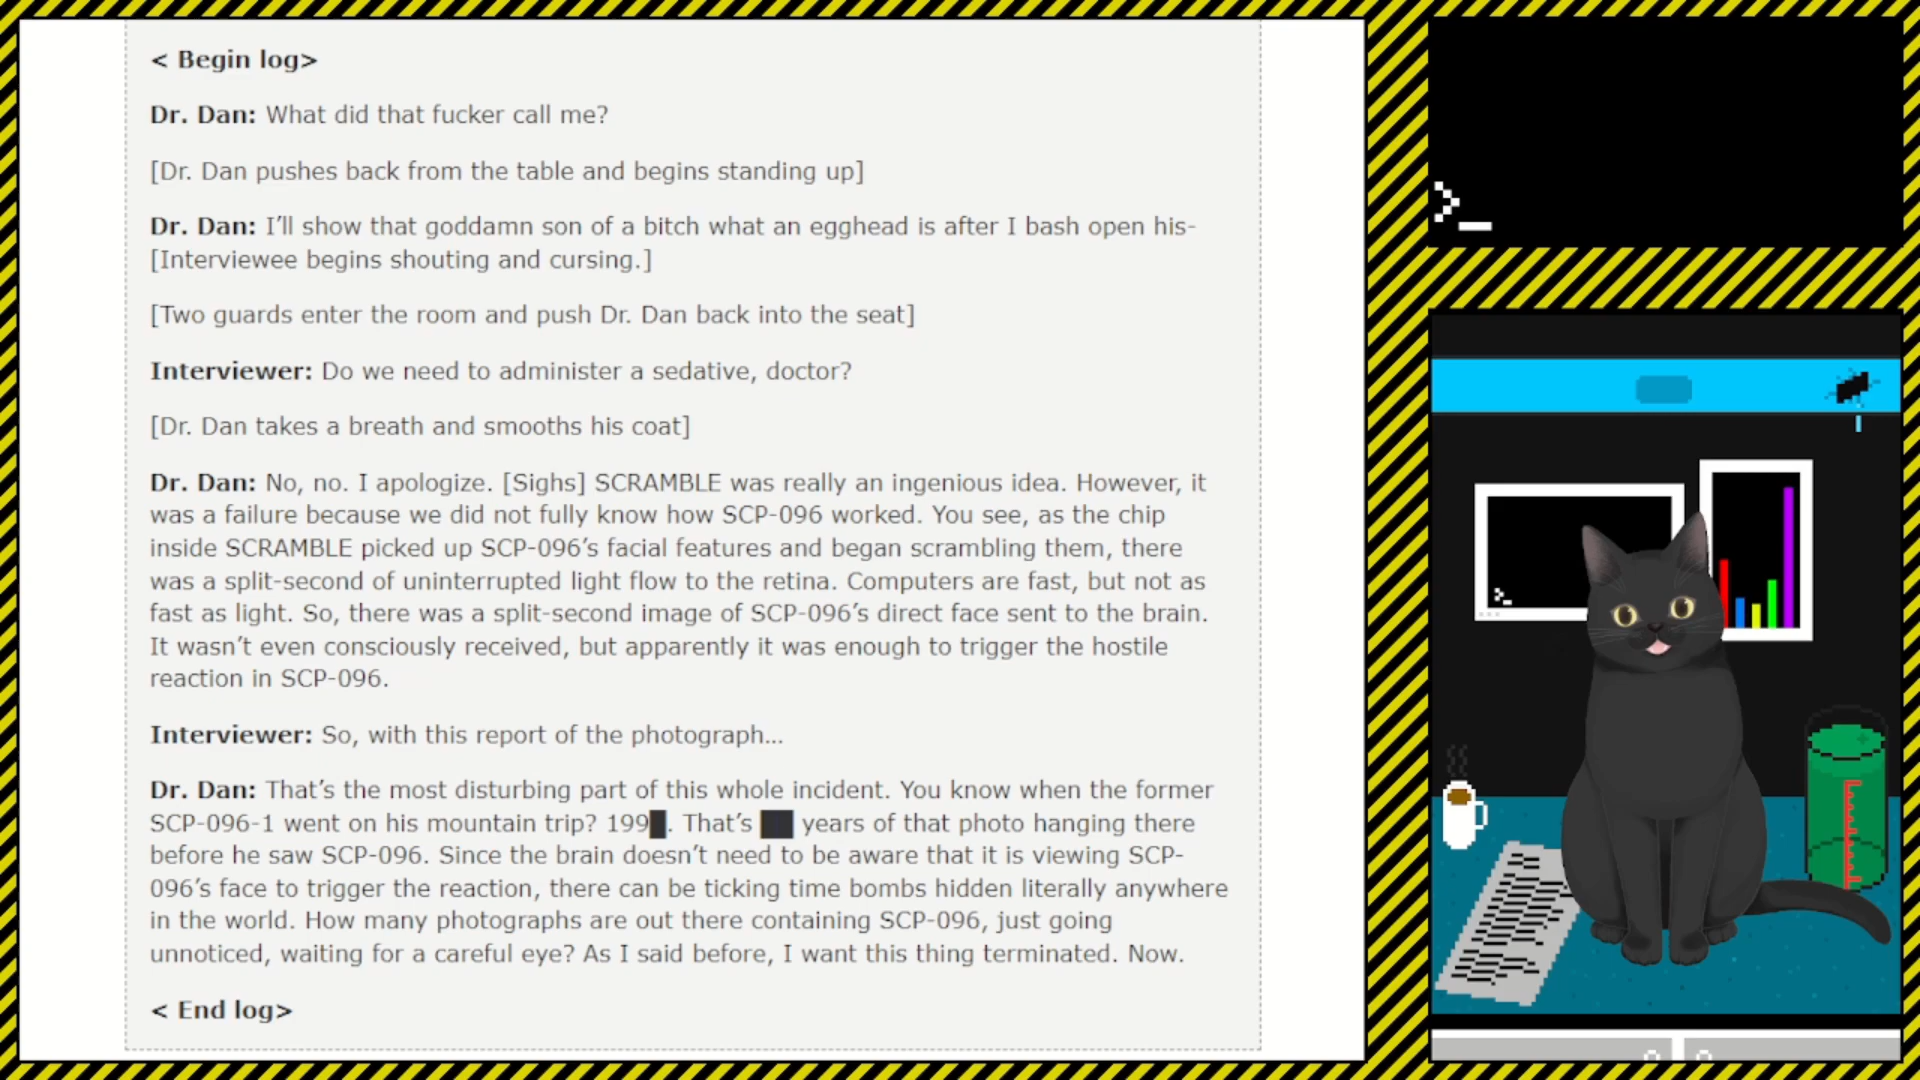 < Begin log>
Dr. Dan: What did that fucker call me?
[Dr. Dan pushes back from the table and begins standing up]
Dr. Dan: I’ll show that goddamn son of a bitch what an egghead is after I bash open his-
[Interviewee begins shouting and cursing.]
[Two guards enter the room and push Dr. Dan back into the seat]
Interviewer: Do we need to administer a sedative, doctor?
[Dr. Dan takes a breath and smooths his coat]
Dr. Dan: No, no. I apologize. [Sighs] SCRAMBLE was really an ingenious idea. However, it
was a failure because we did not fully know how SCP-096 worked. You see, as the chip
inside SCRAMBLE picked up SCP-096’s facial features and began scrambling them, there
was a split-second of uninterrupted light flow to the retina. Computers are fast, but not as
fast as light. So, there was a split-second image of SCP-096’s direct face sent to the brain.
It wasn’t even consciously received, but apparently it was enough to trigger the hostile
reaction in SCP-096.
Interviewer: So, with this report of the photograph…
Dr. Dan: That’s the most disturbing part of this whole incident. You know when the former
SCP-096-1 went on his mountain trip? 199█. That’s ██ years of that photo hanging there
before he saw SCP-096. Since the brain doesn’t need to be aware that it is viewing SCP-
096’s face to trigger the reaction, there can be ticking time bombs hidden literally anywhere
in the world. How many photographs are out there containing SCP-096, just going
unnoticed, waiting for a careful eye? As I said before, I want this thing terminated. Now.
< End log>
>_
>_